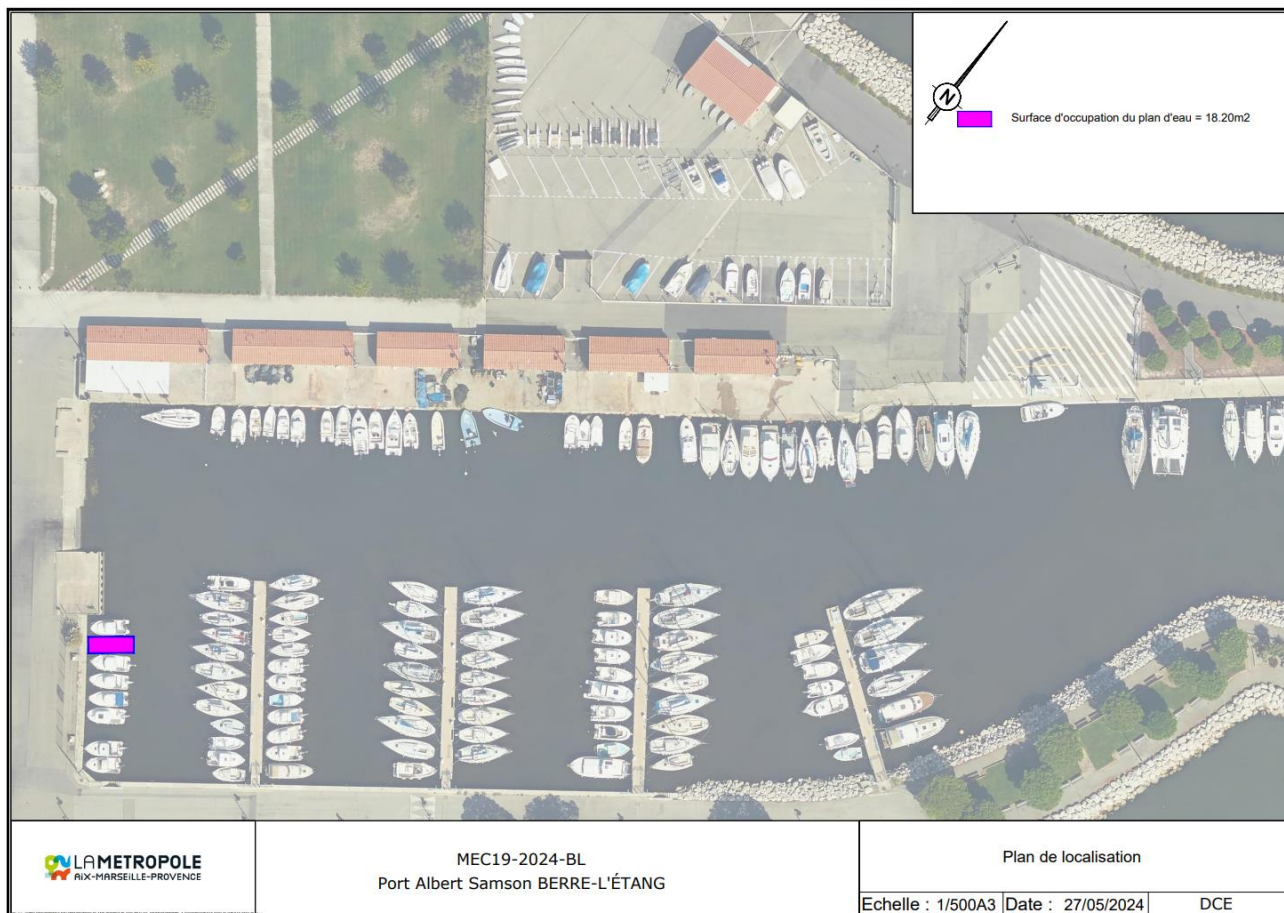 N
Surface d'occupation du plan d'eau = 18.20m2
LAMETROPOLE
AIX-MARSEILLE-PROVENCE
MEC19-2024-BL
Port Albert Samson BERRE-L'ÉTANG
Plan de localisation
Echelle : 1/500A3 Date : 27/05/2024 DCE